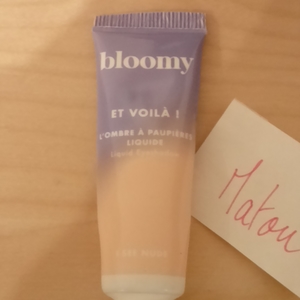 bloomy
ET VOILÀ !
L'OMBRE À PAUPIÈRES
LIQUIDE
Liquid Eyeshadow
Matou